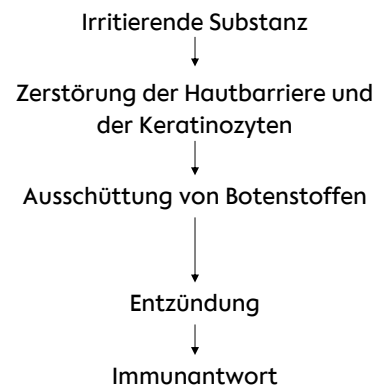 Irritierende Substanz
Zerstörung der Hautbarriere und
der Keratinozyten
Ausschüttung von Botenstoffen
Entzündung
Immunantwort